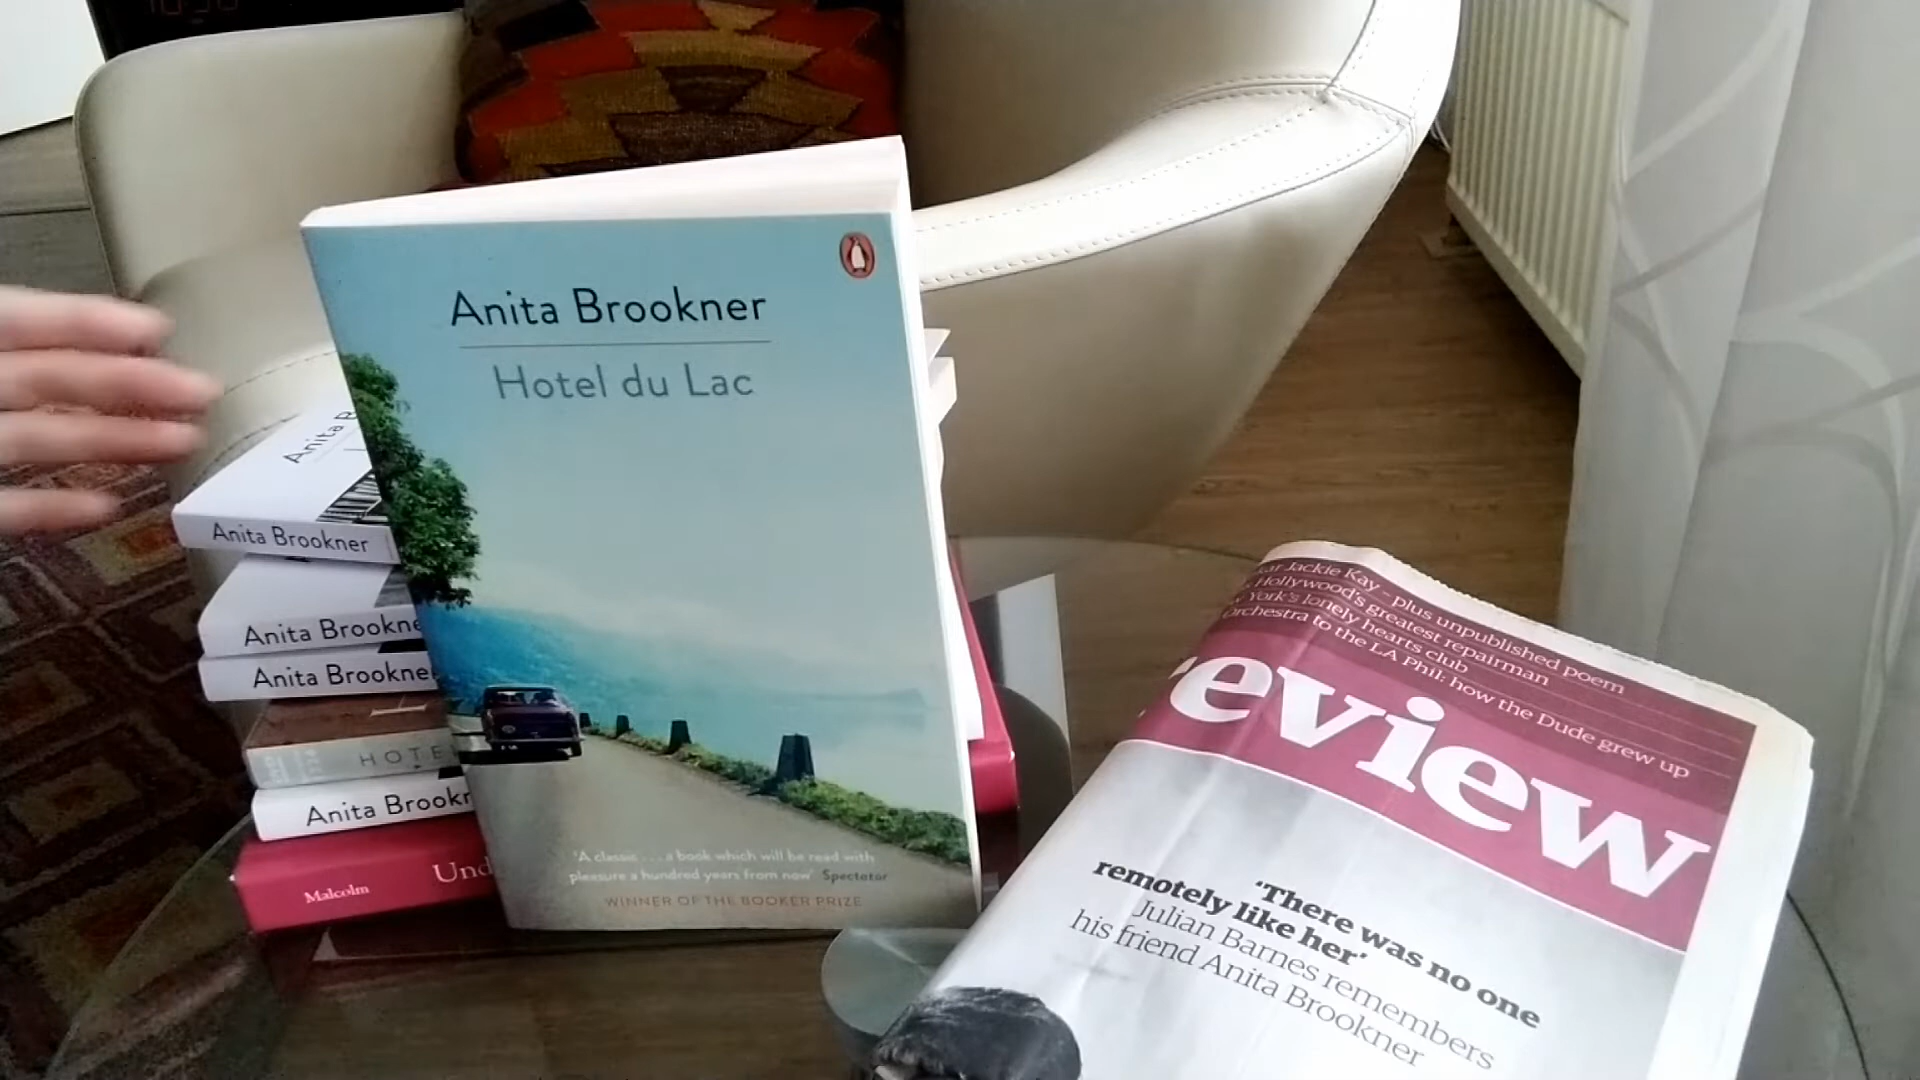 Anita Brookner
Hotel du Lac
'A classic . . . a book which will be read with
pleasure a hundred years from now' Spectator
WINNER OF THE BOOKER PRIZE
Anita B
Anita Brookner
Anita Brookne
Anita Brookne
HOTE
Anita Brookn
Malcolm Und
Jackie Kay – plus unpublished poem
Hollywood's greatest repairman
York's lonely hearts club
orchestra to the LA Phil: how the Dude grew up
eview
'There was no one
remotely like her'
Julian Barnes remembers
his friend Anita Brookner